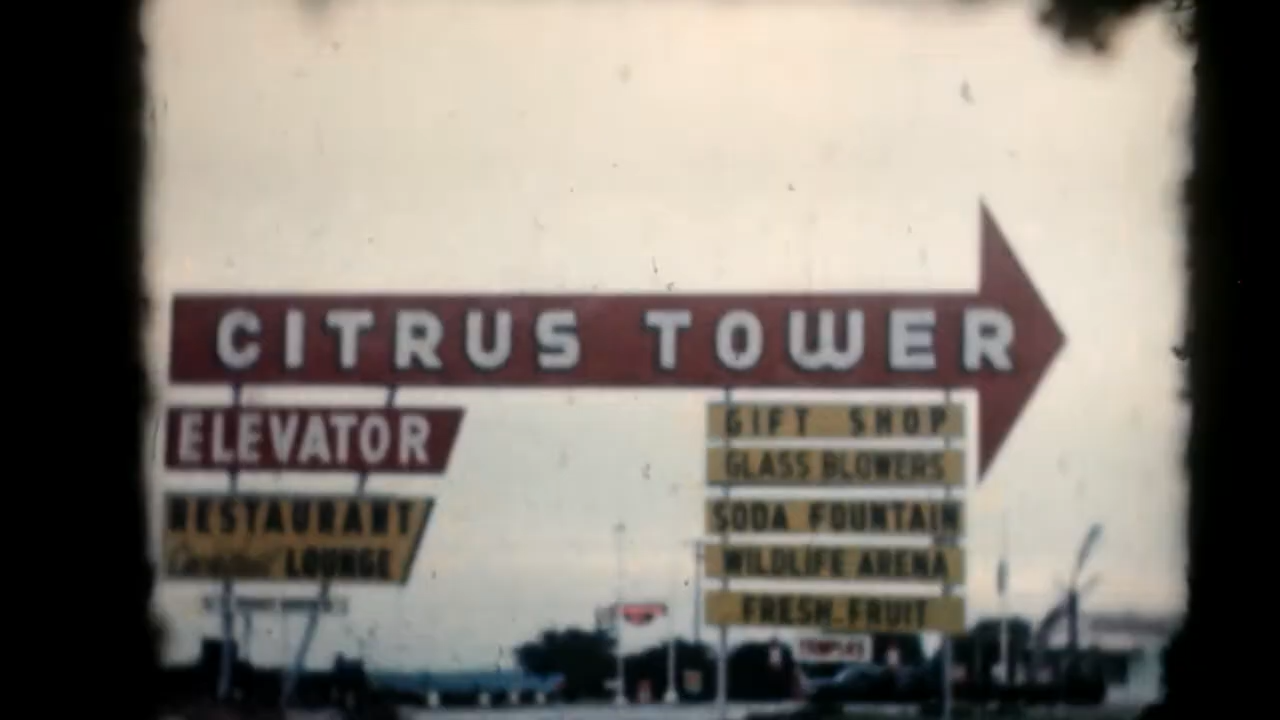 CITRUS TOWER
ELEVATOR
RESTAURANT
LOUNGE
GIFT SHOP
GLASS BLOWERS
SODA FOUNTAIN
WILDLIFE ARENA
FRESH FRUIT